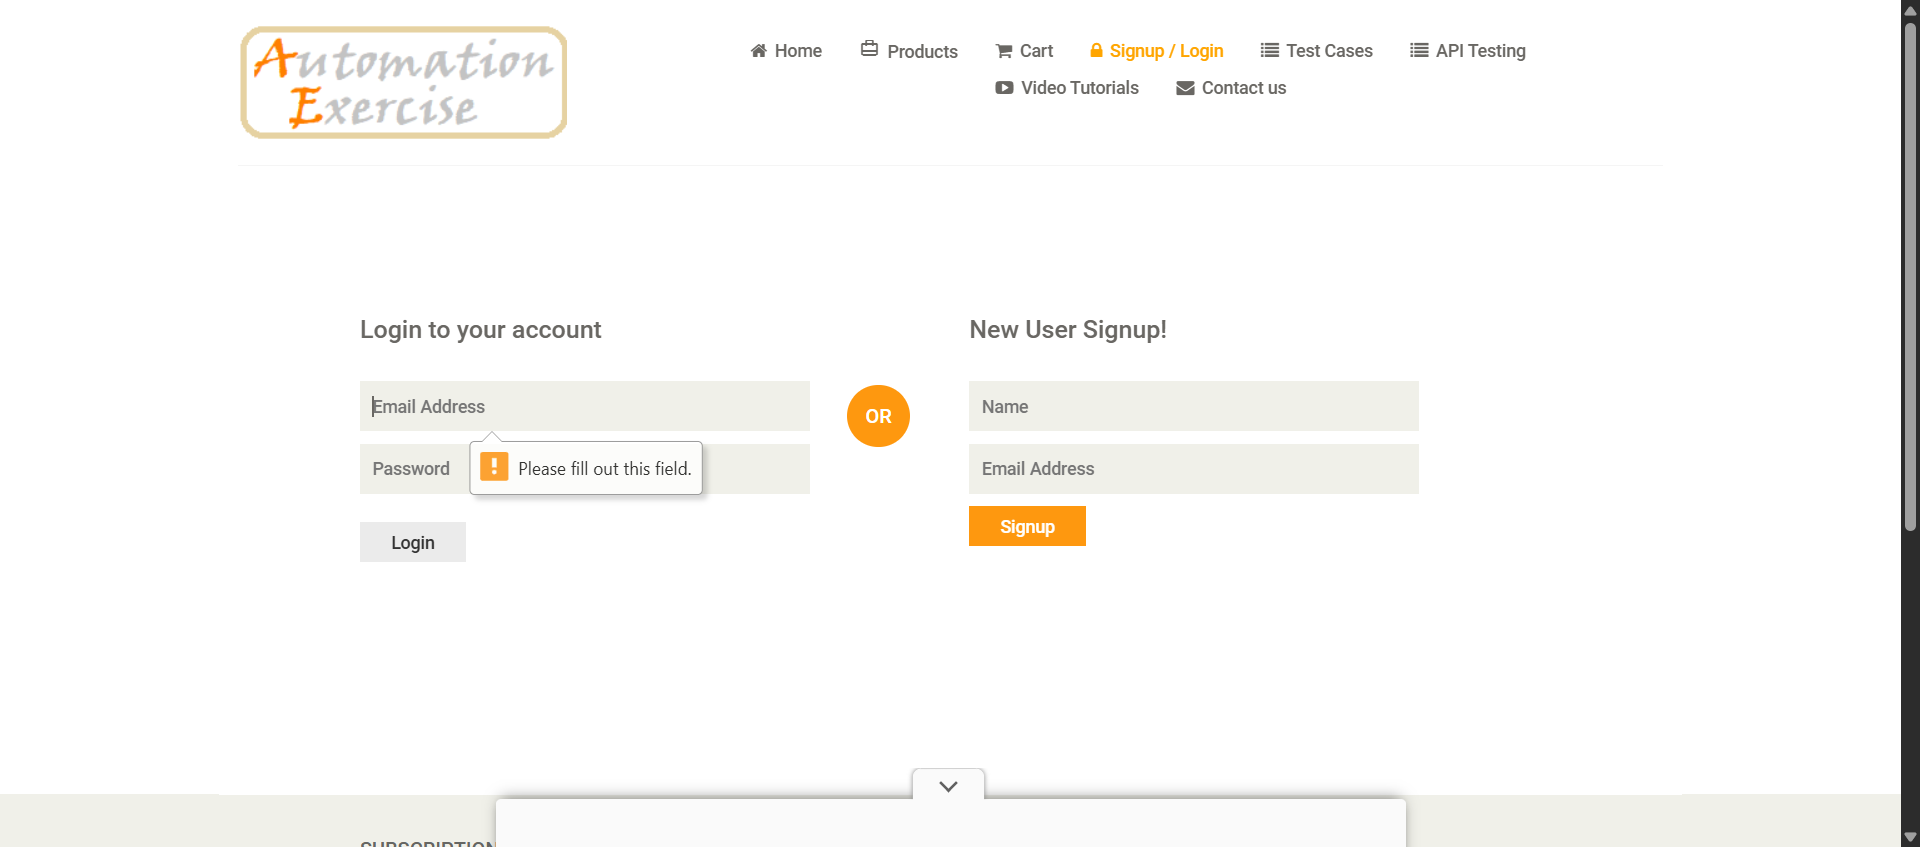 Automation
Exercise
Home
Products
Cart
Signup / Login
Test Cases
API Testing
Video Tutorials
Contact us
Login to your account
Email Address
Password
Please fill out this field.
Login
OR
New User Signup!
Name
Email Address
Signup
SUBSCRIPTION